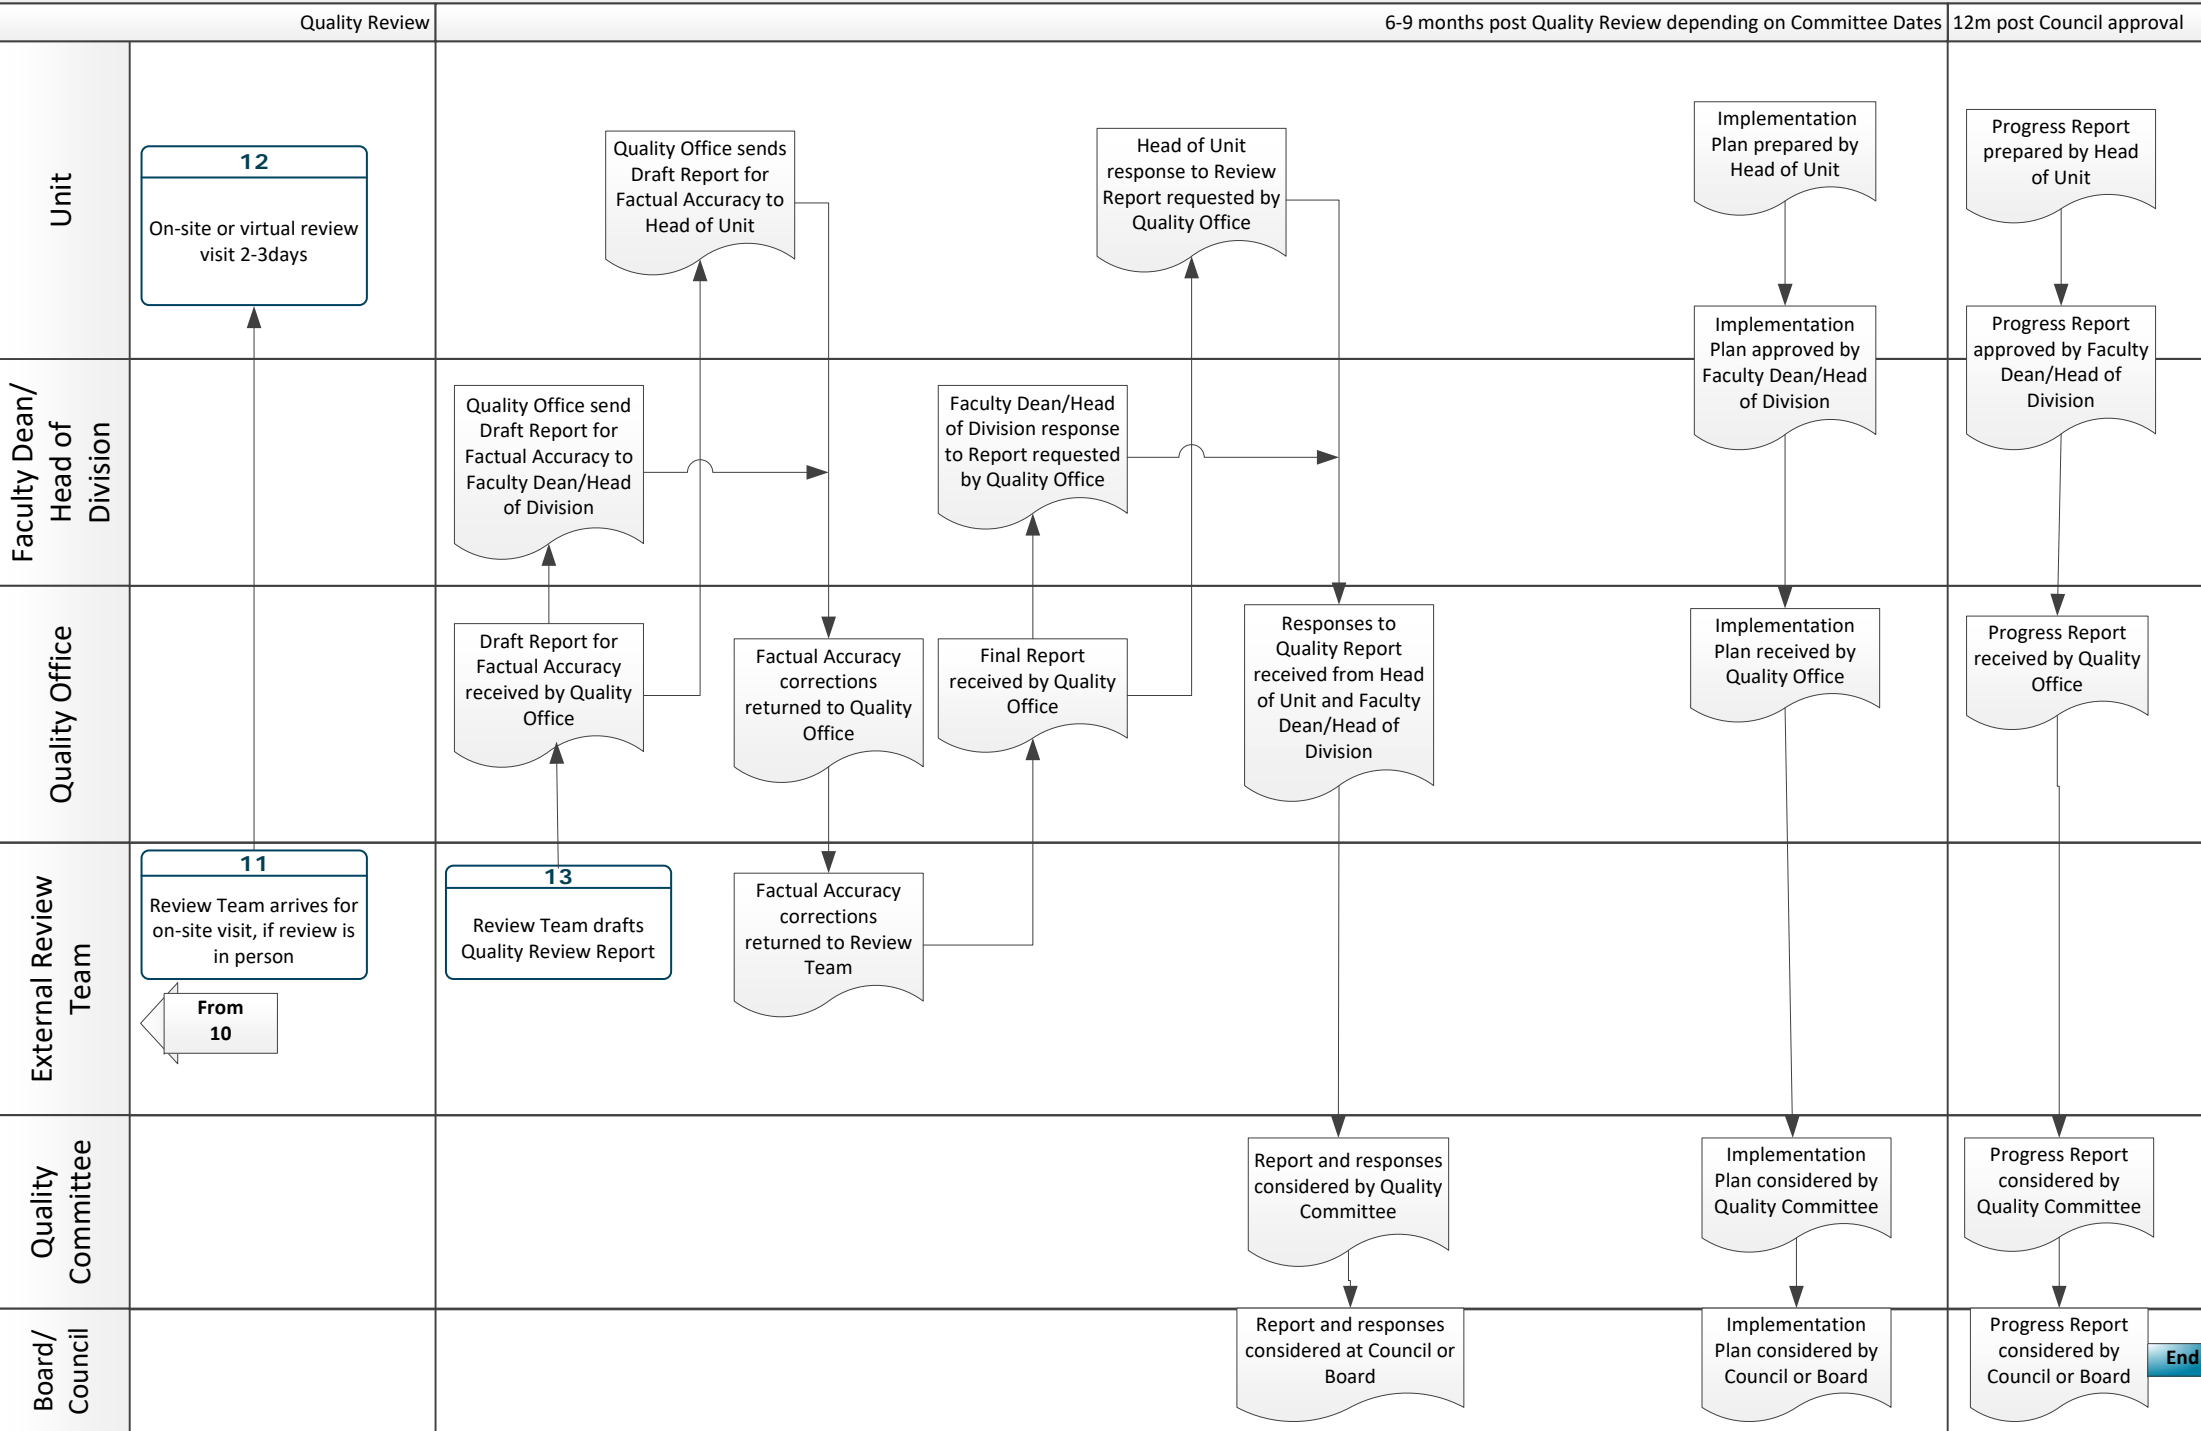 Quality Review
6-9 months post Quality Review depending on Committee Dates
12m post Council approval
Unit
12
On-site or virtual review
visit 2-3days
Quality Office sends
Draft Report for
Factual Accuracy to
Head of Unit
Head of Unit
response to Review
Report requested by
Quality Office
Implementation
Plan prepared by
Head of Unit
Progress Report
prepared by Head
of Unit
Faculty Dean/
Head of
Division
Quality Office send
Draft Report for
Factual Accuracy to
Faculty Dean/Head
of Division
Faculty Dean/Head
of Division response
to Report requested
by Quality Office
Implementation
Plan approved by
Faculty Dean/Head
of Division
Progress Report
approved by Faculty
Dean/Head of
Division
Quality Office
Draft Report for
Factual Accuracy
received by Quality
Office
Factual Accuracy
corrections
returned to Quality
Office
Final Report
received by Quality
Office
Responses to
Quality Report
received from Head
of Unit and Faculty
Dean/Head of
Division
Implementation
Plan received by
Quality Office
Progress Report
received by Quality
Office
External Review
Team
11
Review Team arrives for
on-site visit, if review is
in person
From
10
13
Review Team drafts
Quality Review Report
Factual Accuracy
corrections
returned to Review
Team
Quality
Committee
Report and responses
considered by Quality
Committee
Implementation
Plan considered by
Quality Committee
Progress Report
considered by
Quality Committee
Board/
Council
Report and responses
considered at Council or
Board
Implementation
Plan considered by
Council or Board
Progress Report
considered by
Council or Board
End